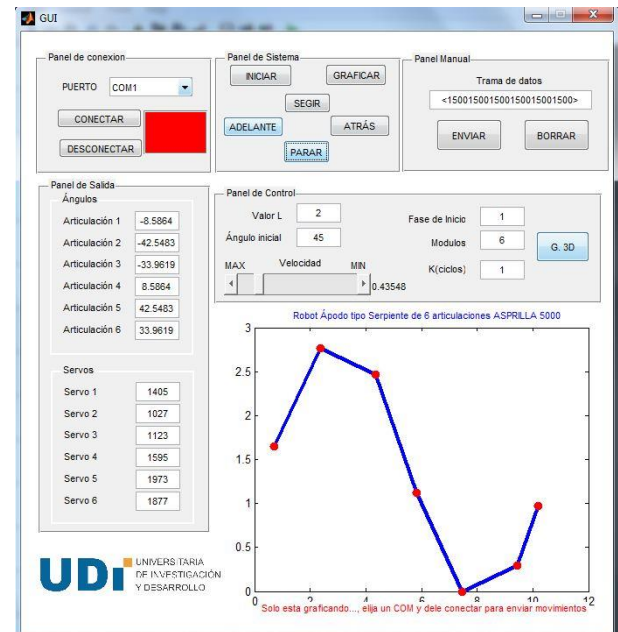 GUI
Panel de conexion
PUERTO COM1
CONECTAR
DESCONECTAR
Panel de Sistema
INICIAR GRAFICAR
SEGIR
ADELANTE ATRÁS
PARAR
Panel Manual
Trama de datos
<150015001500150015001500>
ENVIAR BORRAR
Panel de Salida
Ángulos
Articulación 1 -8.5864
Articulación 2 -42.5483
Articulación 3 -33.9619
Articulación 4 8.5864
Articulación 5 42.5483
Articulación 6 33.9619
Servos
Servo 1 1405
Servo 2 1027
Servo 3 1123
Servo 4 1595
Servo 5 1973
Servo 6 1877
Panel de Control
Valor L 2
Ángulo inicial 45
MAX Velocidad MIN
0.43548
Fase de Inicio 1
Modulos 6
K(ciclos) 1
G. 3D
Robot Ápodo tipo Serpiente de 6 articulaciones ASPRILLA 5000
3
2.5
2
1.5
1
0.5
0
0 2 4 6 8 10 12
Solo esta graficando..., elija un COM y dele conectar para enviar movimientos
UDi
UNIVERSITARIA
DE INVESTIGACIÓN
Y DESARROLLO